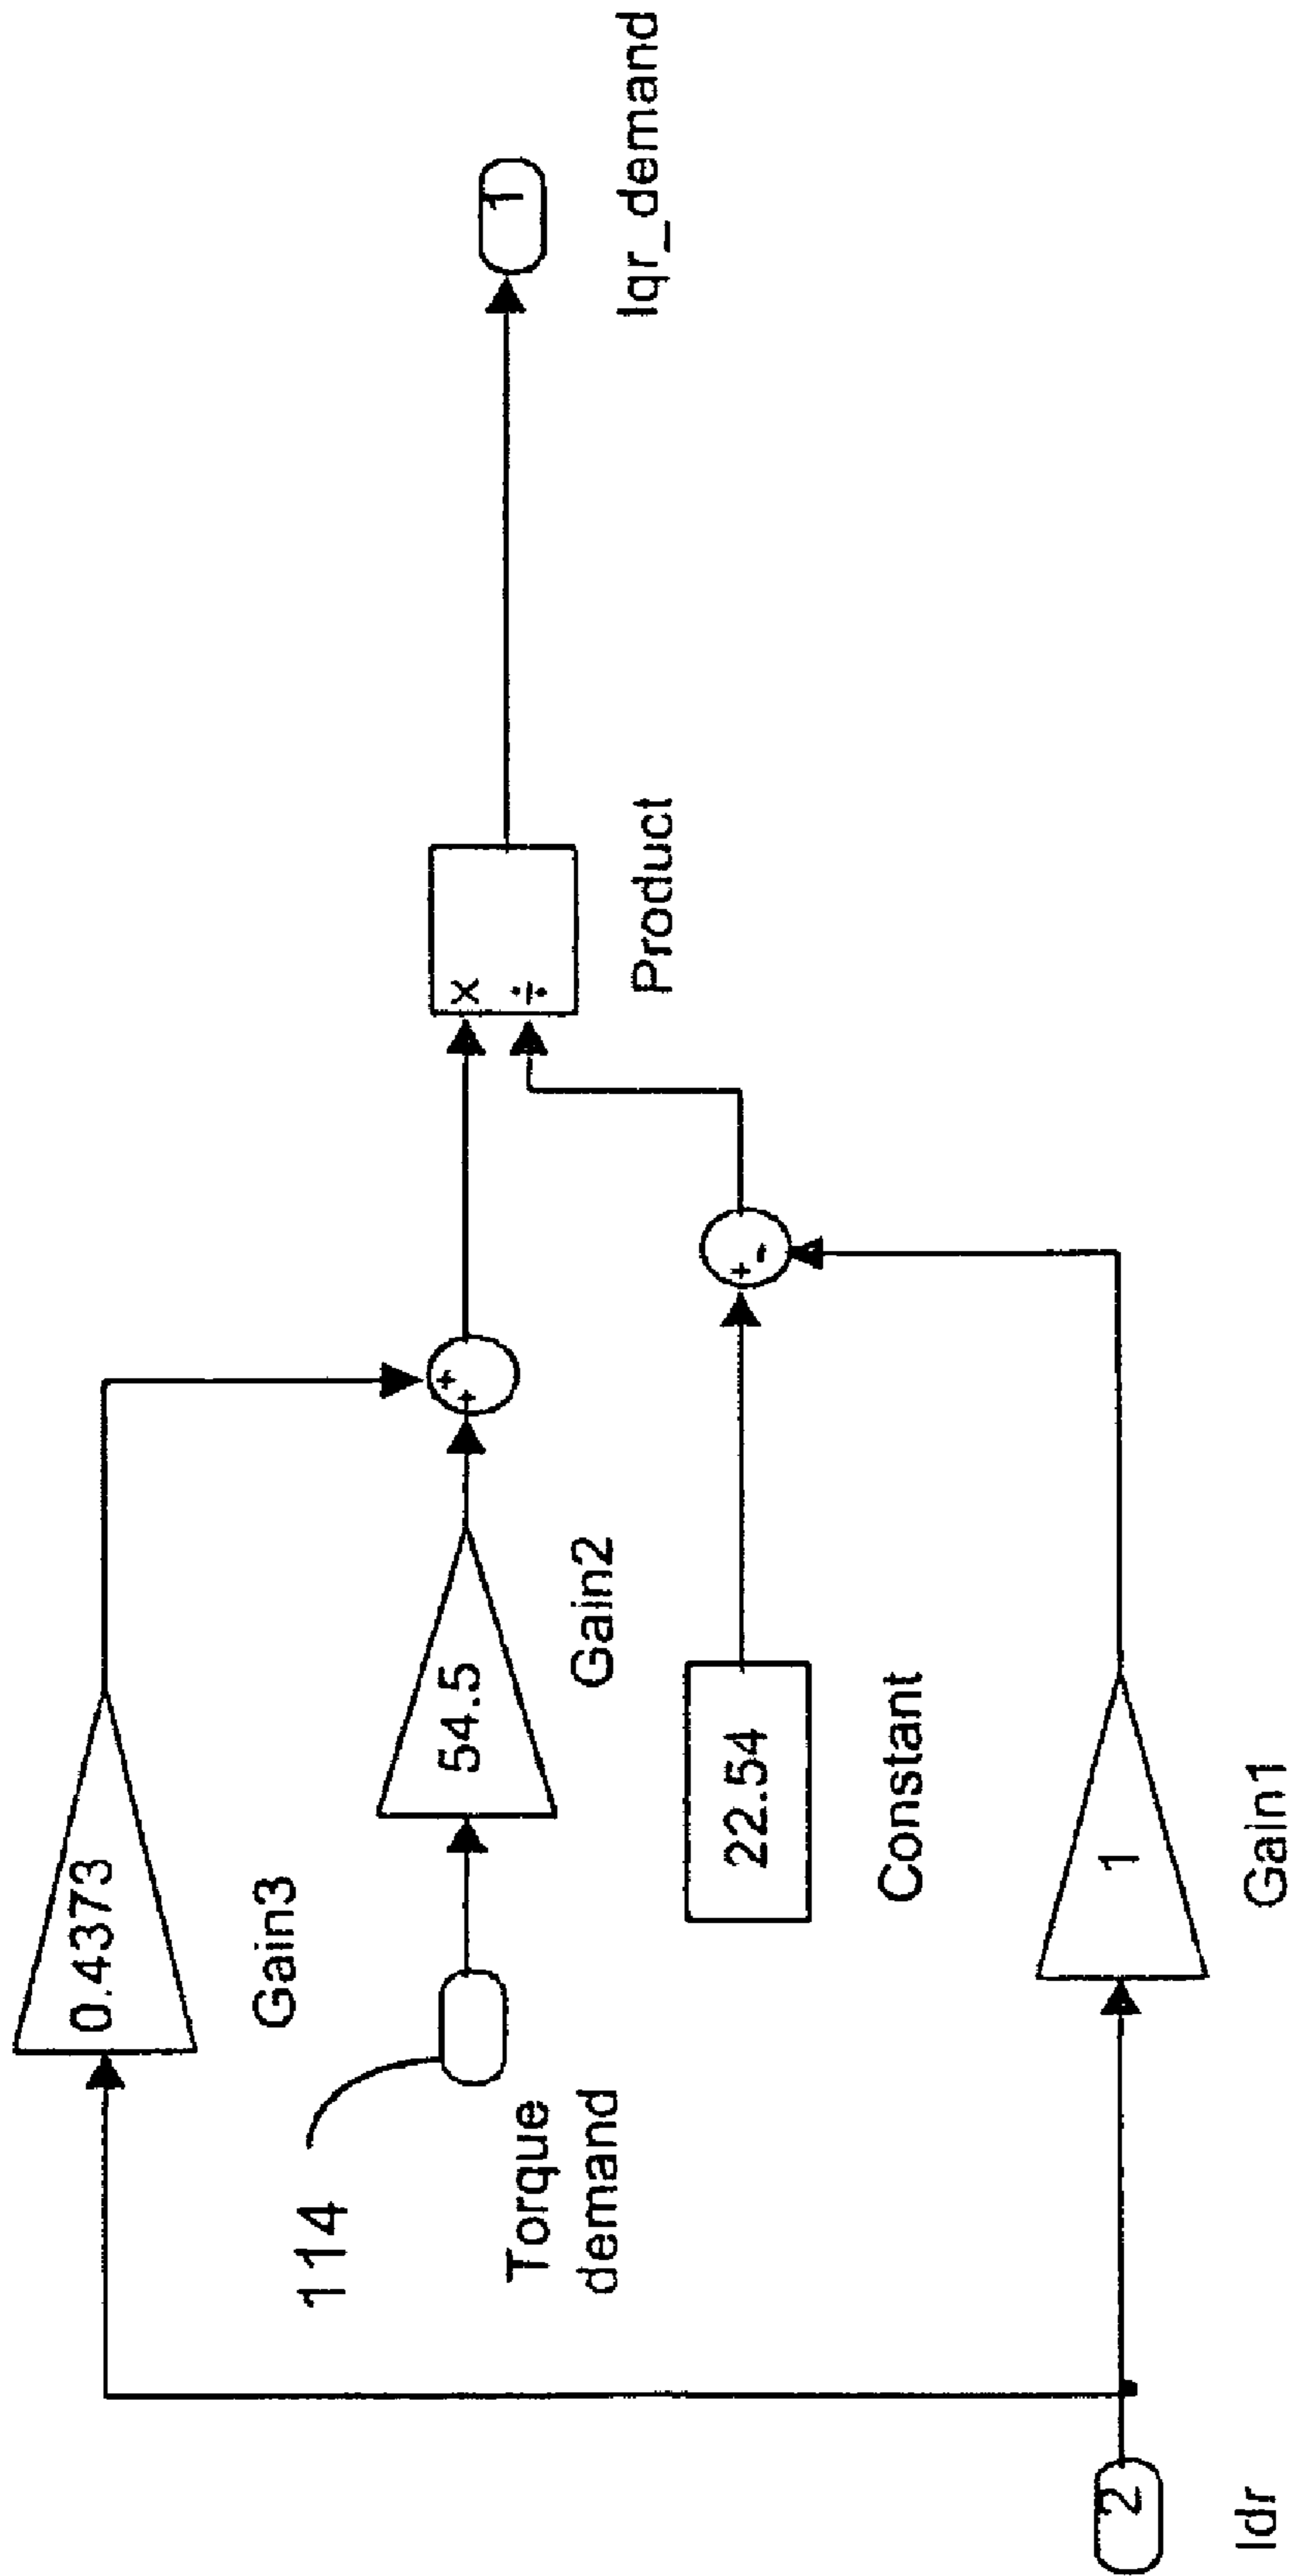 0.4373
Gain3
114
Torque
demand
54.5
Gain2
+
+
22.54
Constant
+
-
2
Idr
1
Gain1
×
÷
Product
1
Iqr_demand